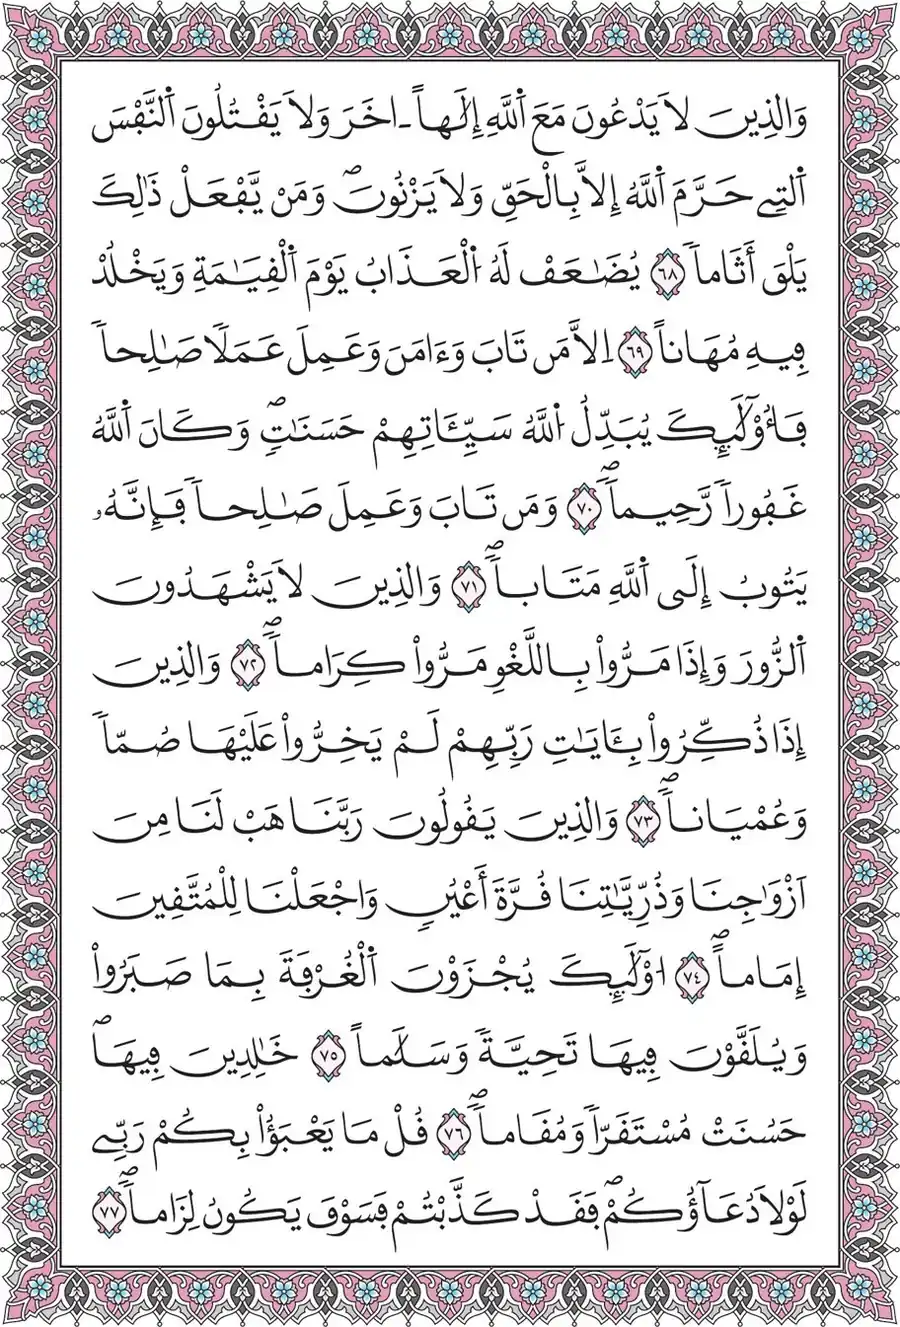 وَالذِينَ لَا يَدْعُونَ مَعَ اَ۬للَّهِ إِلَٰهاً ـاخَرَ وَلَا يَقْتُلُونَ اَ۬لنَّفْسَ
اَ۬لتِے حَرَّمَ اَ۬للَّهُ إِلَّا بِالْحَقِّ وَلَا يَزْنُونَۖ وَمَنْ يَّفْعَلْ ذَٰلِكَ
يَلْقَ أَثَاماٗ ٦٨ يُضَٰعَفْ لَهُ اُ۬لْعَذَابُ يَوْمَ اَ۬لْقِيَٰمَةِ وَيَخْلُدْ
فِيهِ مُهَاناً ٦٩ اِلَّا مَن تَابَ وَءَامَنَ وَعَمِلَ عَمَلاٗ صَٰلِحاٗ
فَأُوْلَٰٓئِكَ يُبَدِّلُ اُ۬للَّهُ سَيِّـَٔاتِهِمْ حَسَنَٰتٖۖ وَكَانَ اَ۬للَّهُ
غَفُوراٗ رَّحِيماٗۖ ٧٠ وَمَن تَابَ وَعَمِلَ صَٰلِحاٗ فَإِنَّهُۥ
يَتُوبُ إِلَى اَ۬للَّهِ مَتَاباٗۖ ٧١ وَالذِينَ لَا يَشْهَدُونَ
اَ۬لزُّورَ وَإِذَا مَرُّواْ بِاللَّغْوِ مَرُّواْ كِرَاماٗۖ ٧٢ وَالذِينَ
إِذَا ذُكِّرُواْ بِـَٔايَٰتِ رَبِّهِمْ لَمْ يَخِرُّواْ عَلَيْهَا صُمّاٗ
وَعُمْيَاناٗۖ ٧٣ وَالذِينَ يَقُولُونَ رَبَّنَا هَبْ لَنَا مِنَ
اَزْوَٰجِنَا وَذُرِّيَّٰتِنَا قُرَّةَ أَعْيُنٖ وَاجْعَلْنَا لِلْمُتَّقِينَ
إِمَاماًۖ ٧٤ اُوْلَٰٓئِكَ يُجْزَوْنَ اَ۬لْغُرْفَةَ بِمَا صَبَرُواْ
وَيُلَقَّوْنَ فِيهَا تَحِيَّةٗ وَسَلَٰماً ٧٥ خَٰلِدِينَ فِيهَاۖ
حَسُنَتْ مُسْتَقَرّاٗ وَمُقَاماٗۖ ٧٦ قُلْ مَا يَعْبَؤُاْ بِكُمْ رَبِّے
لَوْلَا دُعَآؤُكُمْۖ فَقَدْ كَذَّبْتُمْ فَسَوْفَ يَكُونُ لِزَاماٗۖ ٧٧